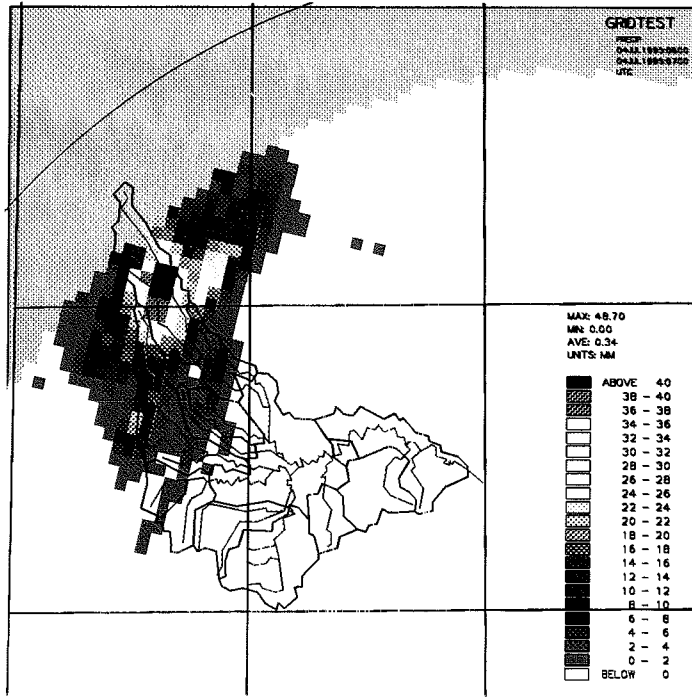 GRIDTEST
PRECIP
UTC
MAX: 48.70
MIN: 0.00
AVE: 0.34
UNITS: MM
ABOVE 40
38 - 40
36 - 38
34 - 36
32 - 34
30 - 32
28 - 30
26 - 28
24 - 26
22 - 24
20 - 22
18 - 20
16 - 18
14 - 16
12 - 14
10 - 12
8 - 10
6 - 8
4 - 6
2 - 4
0 - 2
BELOW 0